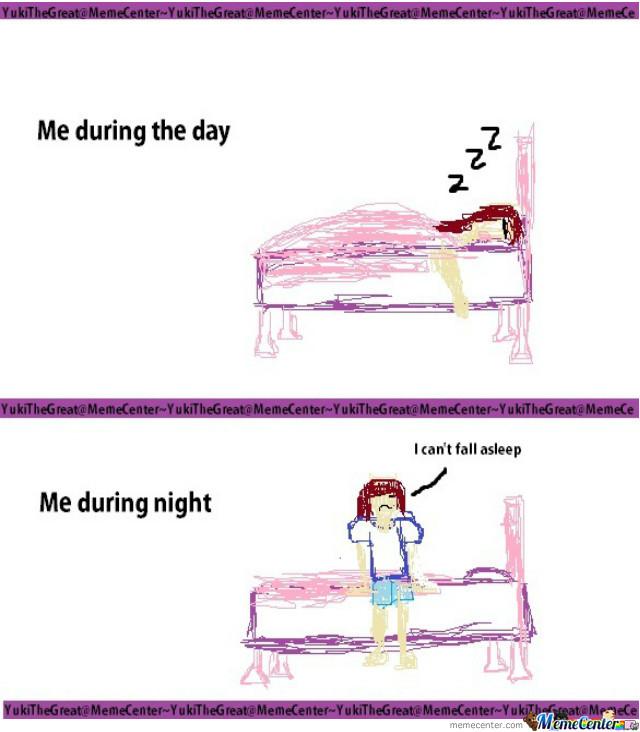 YukiTheGreat@MemeCenter~YukiTheGreat@MemeCenter~YukiTheGreat@MemeCenter~YukiTheGreat@MemeCe
Me during the day
z z z
YukiTheGreat@MemeCenter~YukiTheGreat@MemeCenter~YukiTheGreat@MemeCenter~YukiTheGreat@MemeCe
I can't fall asleep
Me during night
YukiTheGreat@MemeCenter~YukiTheGreat@MemeCenter~YukiTheGreat@MemeCenter~YukiTheGreat@MemeCe
memecenter.com MemeCenter